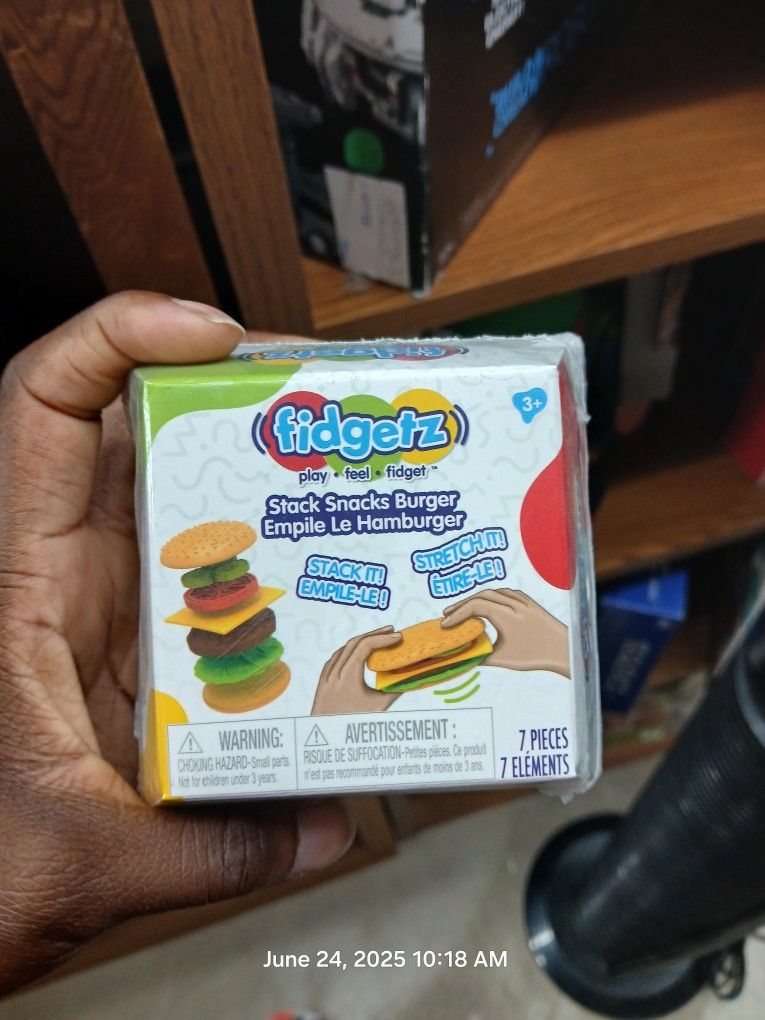 fidgetz
fidgetz
play • feel • fidget ™
3+
Stack Snacks Burger
Empile Le Hamburger
STACK IT!
EMPILE-LE !
STRETCH IT!
ÉTIRE-LE !
WARNING:
CHOKING HAZARD-Small parts.
Not for children under 3 years.
AVERTISSEMENT :
RISQUE DE SUFFOCATION-Petites pièces. Ce produit
n'est pas recommandé pour enfants de moins de 3 ans.
7 PIECES
7 ÉLÉMENTS
June 24, 2025 10:18 AM